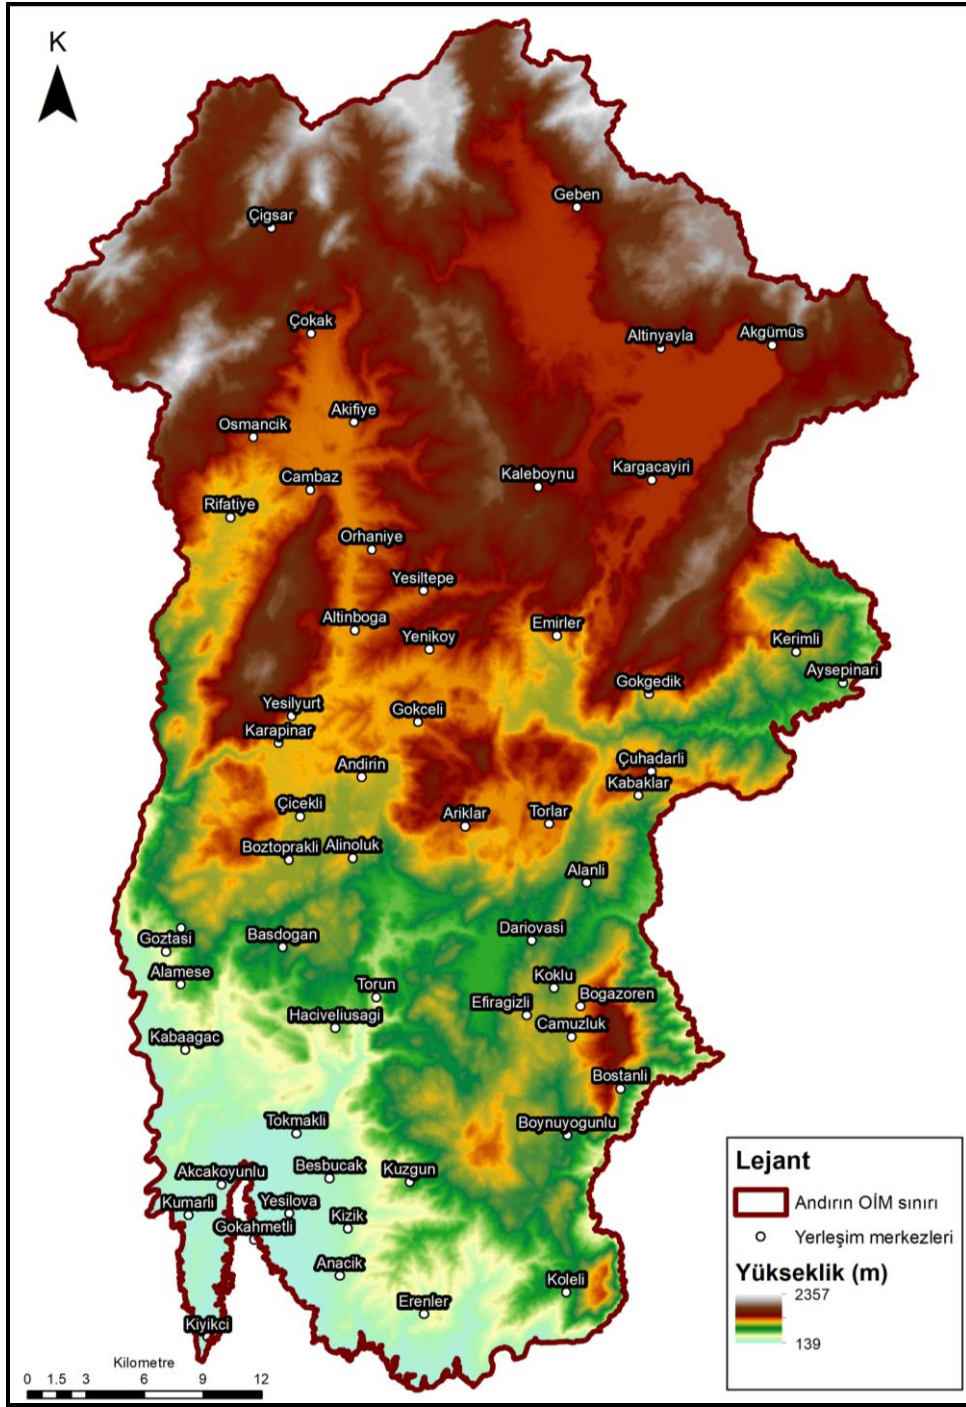 K
Geben
Çigsar
Çokak
Altinyayla
Akgümüs
Akifiye
Osmancik
Cambaz
Kaleboynu
Kargacayiri
Rifatiye
Orhaniye
Yesiltepe
Altinboga
Emirler
Yenikoy
Kerimli
Aysepinari
Gokgedik
Yesilyurt
Gokceli
Karapinar
Andirin
Çuhadarli
Kabaklar
Çicekli
Ariklar
Torlar
Boztoprakli
Alinoluk
Alanli
Dariovasi
Goztasi
Basdogan
Alamese
Torun
Koklu
Bogazoren
Haciveliusagi
Efiragizli
Camuzluk
Kabaagac
Bostanli
Tokmakli
Boynuyogunlu
Akcakoyunlu
Besbucak
Kuzgun
Kumarli
Yesilova
Gokahmetli
Kizik
Anacik
Koleli
Erenler
Kiyikci
Kilometre
0 1.5 3 6 9 12
Lejant
Andırın OİM sınırı
Yerleşim merkezleri
Yükseklik (m)
2357
139